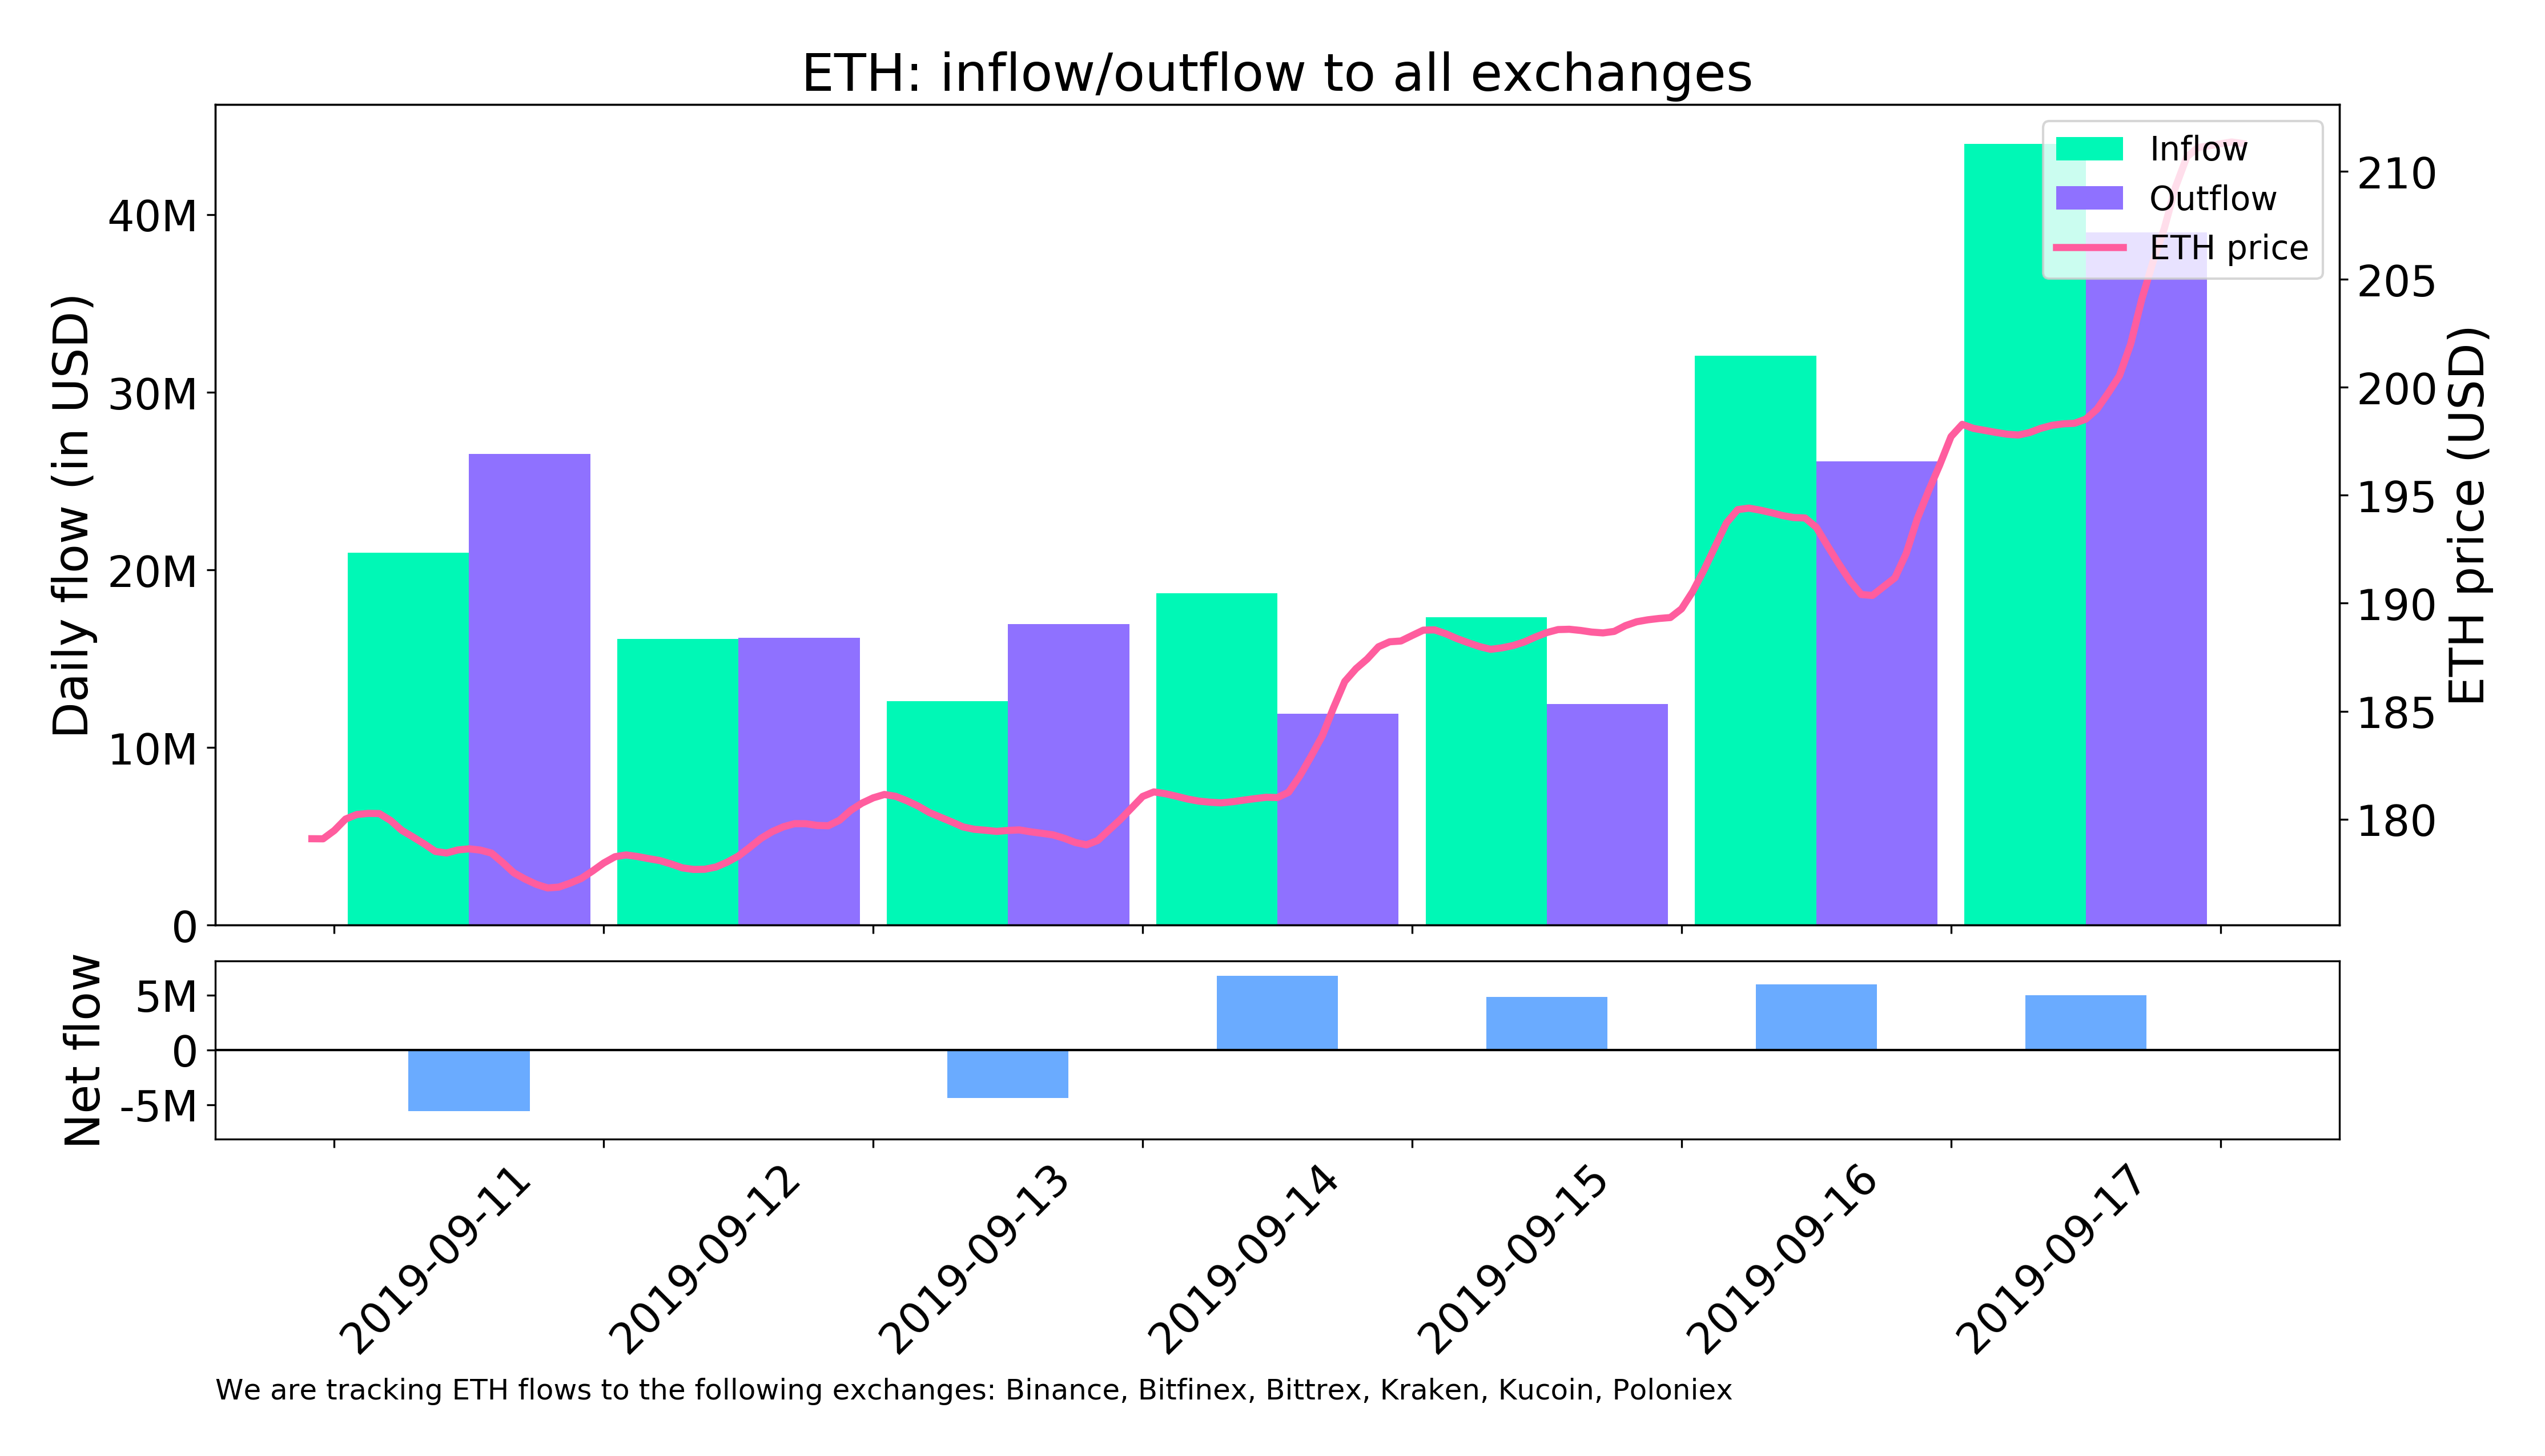 ETH: inflow/outflow to all exchanges
Inflow
Outflow
ETH price
Daily flow (in USD)
40M
30M
20M
10M
0
ETH price (USD)
210
205
200
195
190
185
180
Net flow
5M
0
-5M
2019-09-11
2019-09-12
2019-09-13
2019-09-14
2019-09-15
2019-09-16
2019-09-17
We are tracking ETH flows to the following exchanges: Binance, Bitfinex, Bittrex, Kraken, Kucoin, Poloniex